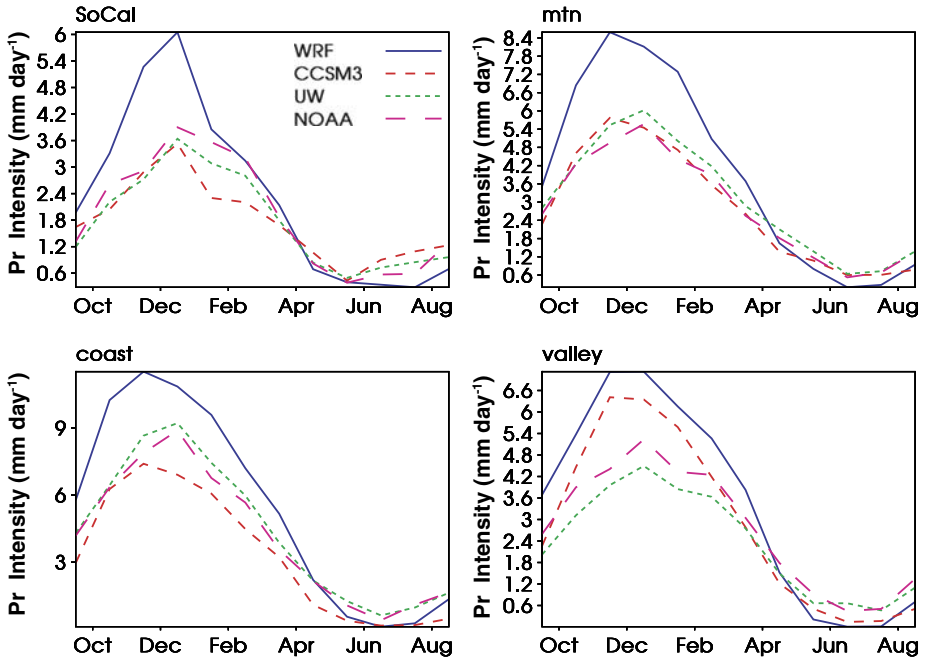 SoCal
Pr Intensity (mm day-1)
6
5.4
4.8
4.2
3.6
3
2.4
1.8
1.2
0.6
WRF
CCSM3
UW
NOAA
Oct Dec Feb Apr Jun Aug
mtn
Pr Intensity (mm day-1)
8.4
7.8
7.2
6.6
6
5.4
4.8
4.2
3.6
3
2.4
1.8
1.2
0.6
Oct Dec Feb Apr Jun Aug
coast
Pr Intensity (mm day-1)
9
6
3
Oct Dec Feb Apr Jun Aug
valley
Pr Intensity (mm day-1)
6.6
6
5.4
4.8
4.2
3.6
3
2.4
1.8
1.2
0.6
Oct Dec Feb Apr Jun Aug